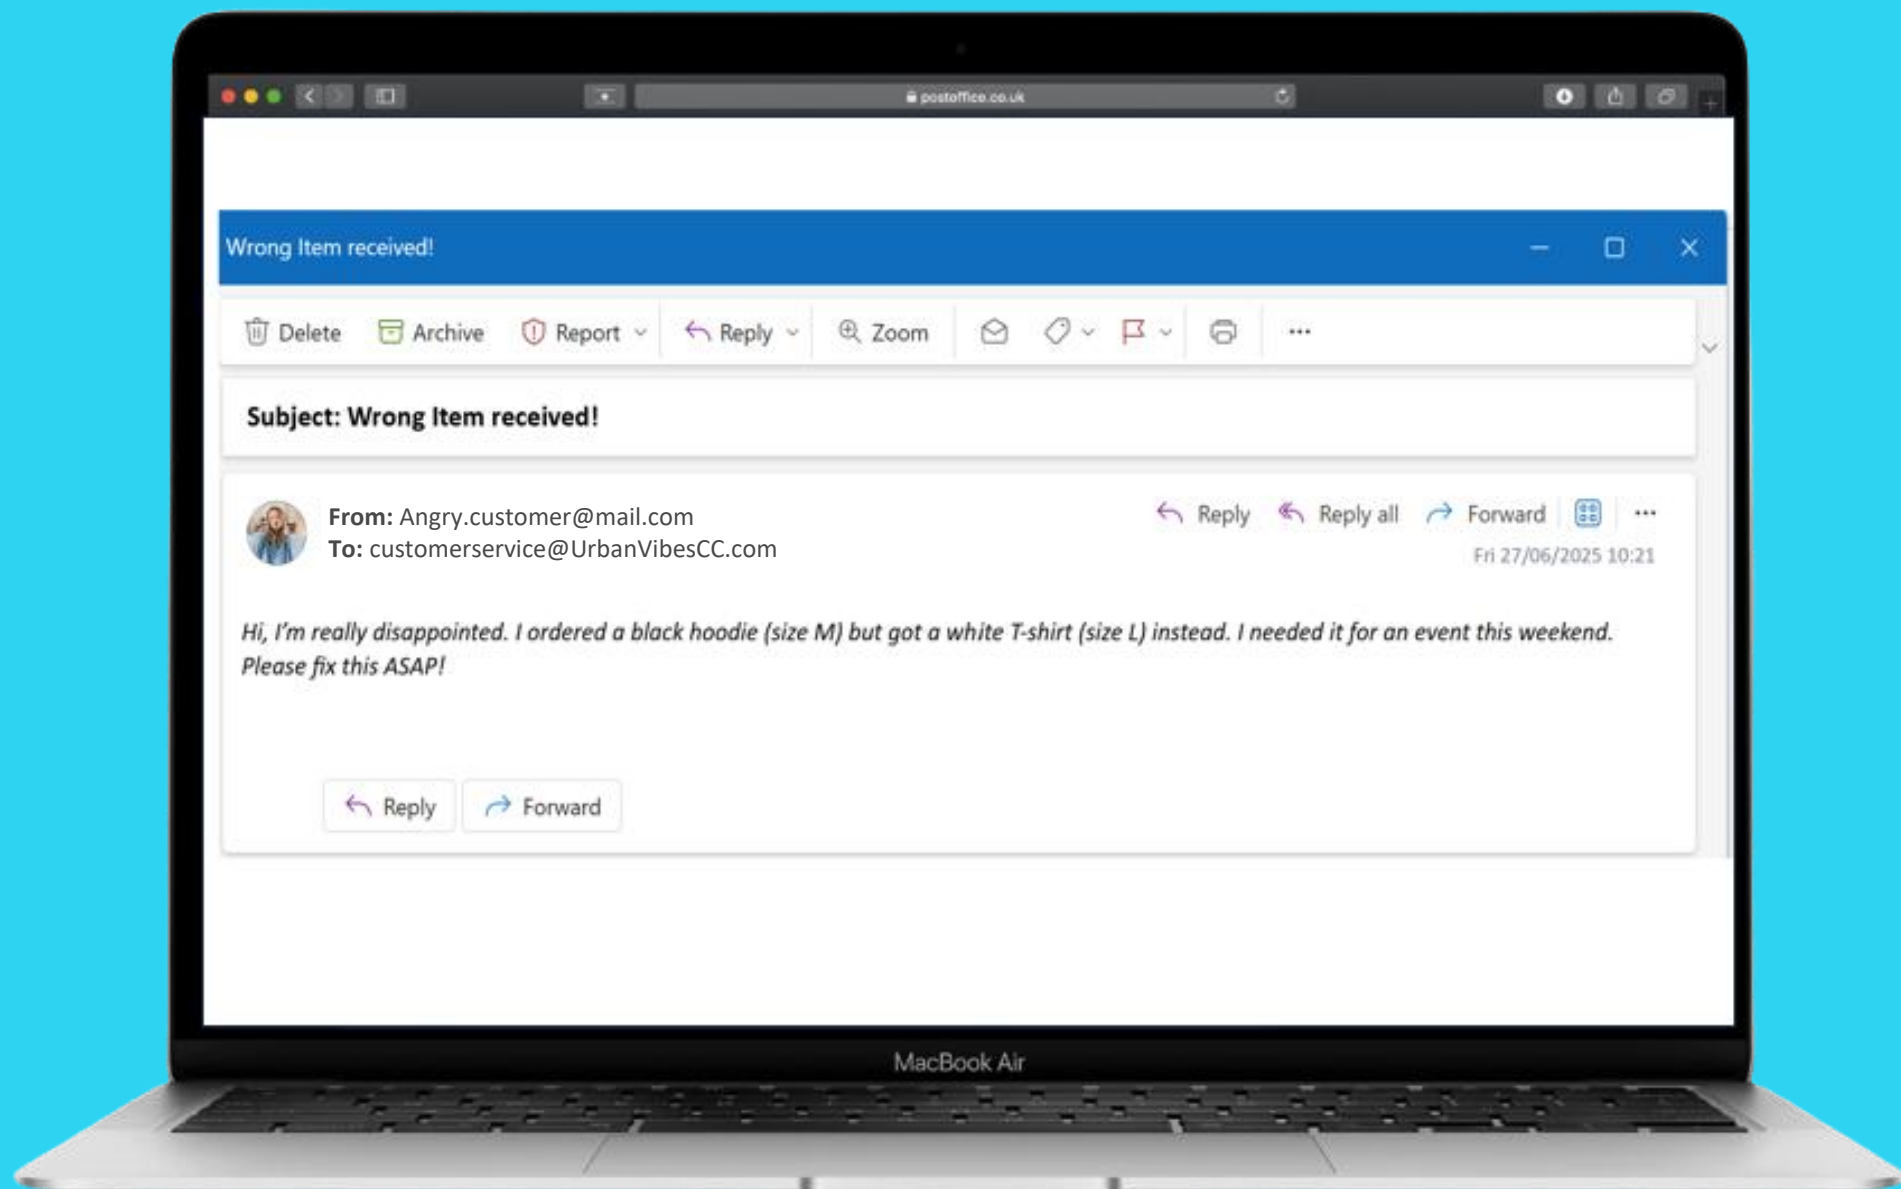 postoffice.co.uk
Wrong Item received!
Delete Archive Report Reply Zoom
Subject: Wrong Item received!
From: Angry.customer@mail.com
To: customerservice@UrbanVibesCC.com
Reply Reply all Forward
Fri 27/06/2025 10:21
Hi, I'm really disappointed. I ordered a black hoodie (size M) but got a white T-shirt (size L) instead. I needed it for an event this weekend.
Please fix this ASAP!
Reply Forward
MacBook Air